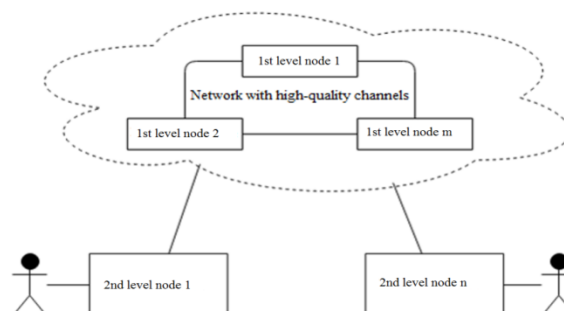 1st level node 1
Network with high-quality channels
1st level node 2
1st level node m
2nd level node 1
2nd level node n